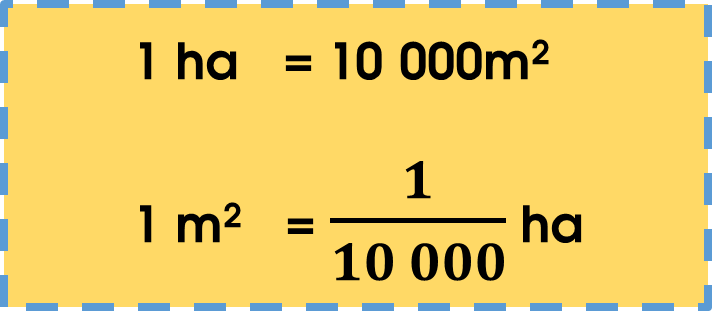 1 ha = 10 000m²
1 m² = 1/10 000 ha